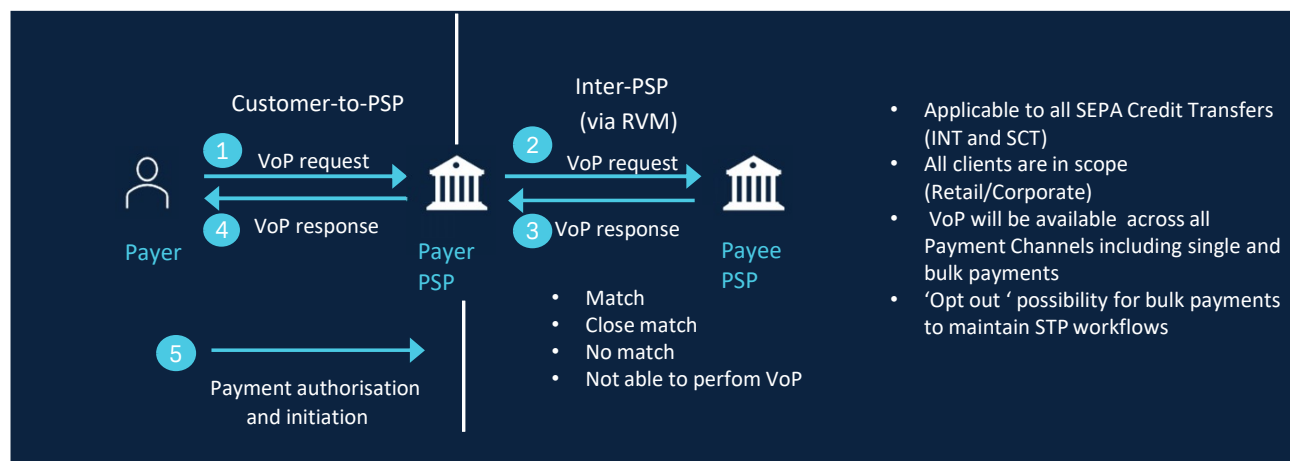 Customer-to-PSP
1
VoP request
4
VoP response
Payer
Payer
PSP
5
Payment authorisation
and initiation
Inter-PSP
(via RVM)
2
VoP request
3
VoP response
Payee
PSP
• Match
• Close match
• No match
• Not able to perfom VoP
• Applicable to all SEPA Credit Transfers
(INT and SCT)
• All clients are in scope
(Retail/Corporate)
• VoP will be available across all
Payment Channels including single and
bulk payments
• ‘Opt out ‘ possibility for bulk payments
to maintain STP workflows